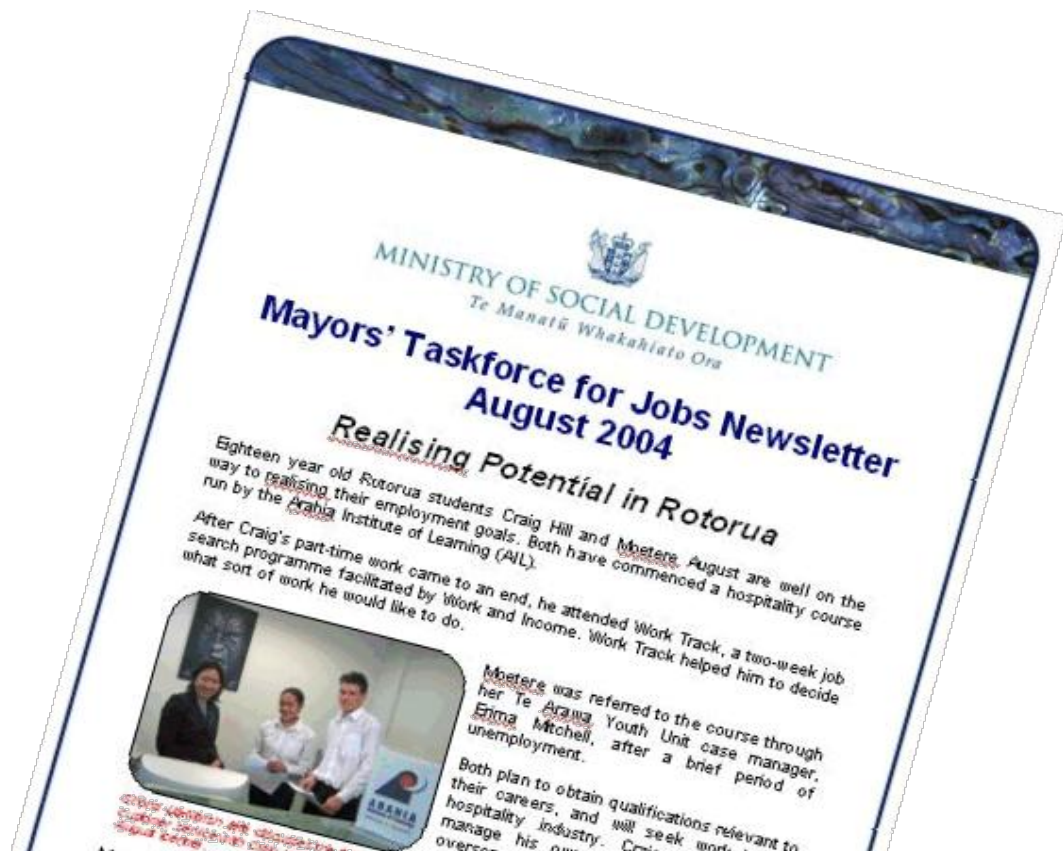 MINISTRY OF SOCIAL DEVELOPMENT
Te Manatū Whakahiato Ora
Mayors' Taskforce for Jobs Newsletter
August 2004
Realising Potential in Rotorua
Eighteen year old Rotorua students Craig Hill and Moetere August are well on the
way to realising their employment goals. Both have commenced a hospitality course
run by the Arahia Institute of Learning (AIL).
After Craig's part-time work came to an end, he attended Work Track, a two-week job
search programme facilitated by Work and Income. Work Track helped him to decide
what sort of work he would like to do.
Moetere was referred to the course through
her Te Arawa Youth Unit case manager,
Erima Mitchell, after a brief period of
unemployment.
Both plan to obtain qualifications relevant to
their careers, and will seek work
hospitality industry.
manage his
ARAHIA